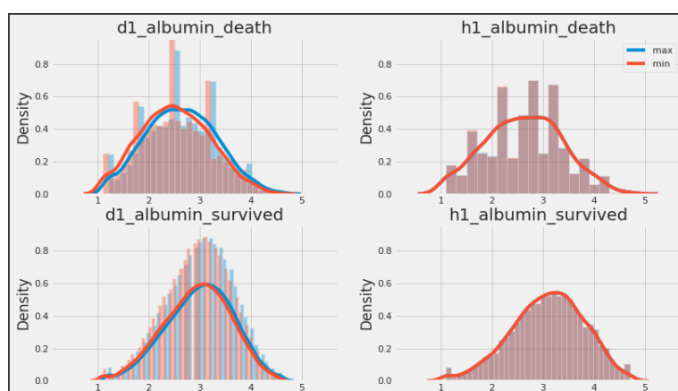 d1_albumin_death
h1_albumin_death
max
min
Density
0.8
0.6
0.4
0.2
0.0
1 2 3 4 5
Density
0.8
0.6
0.4
0.2
0.0
1 2 3 4 5
d1_albumin_survived
h1_albumin_survived
Density
0.8
0.6
0.4
0.2
0.0
1 2 3 4 5
Density
0.8
0.6
0.4
0.2
0.0
1 2 3 4 5